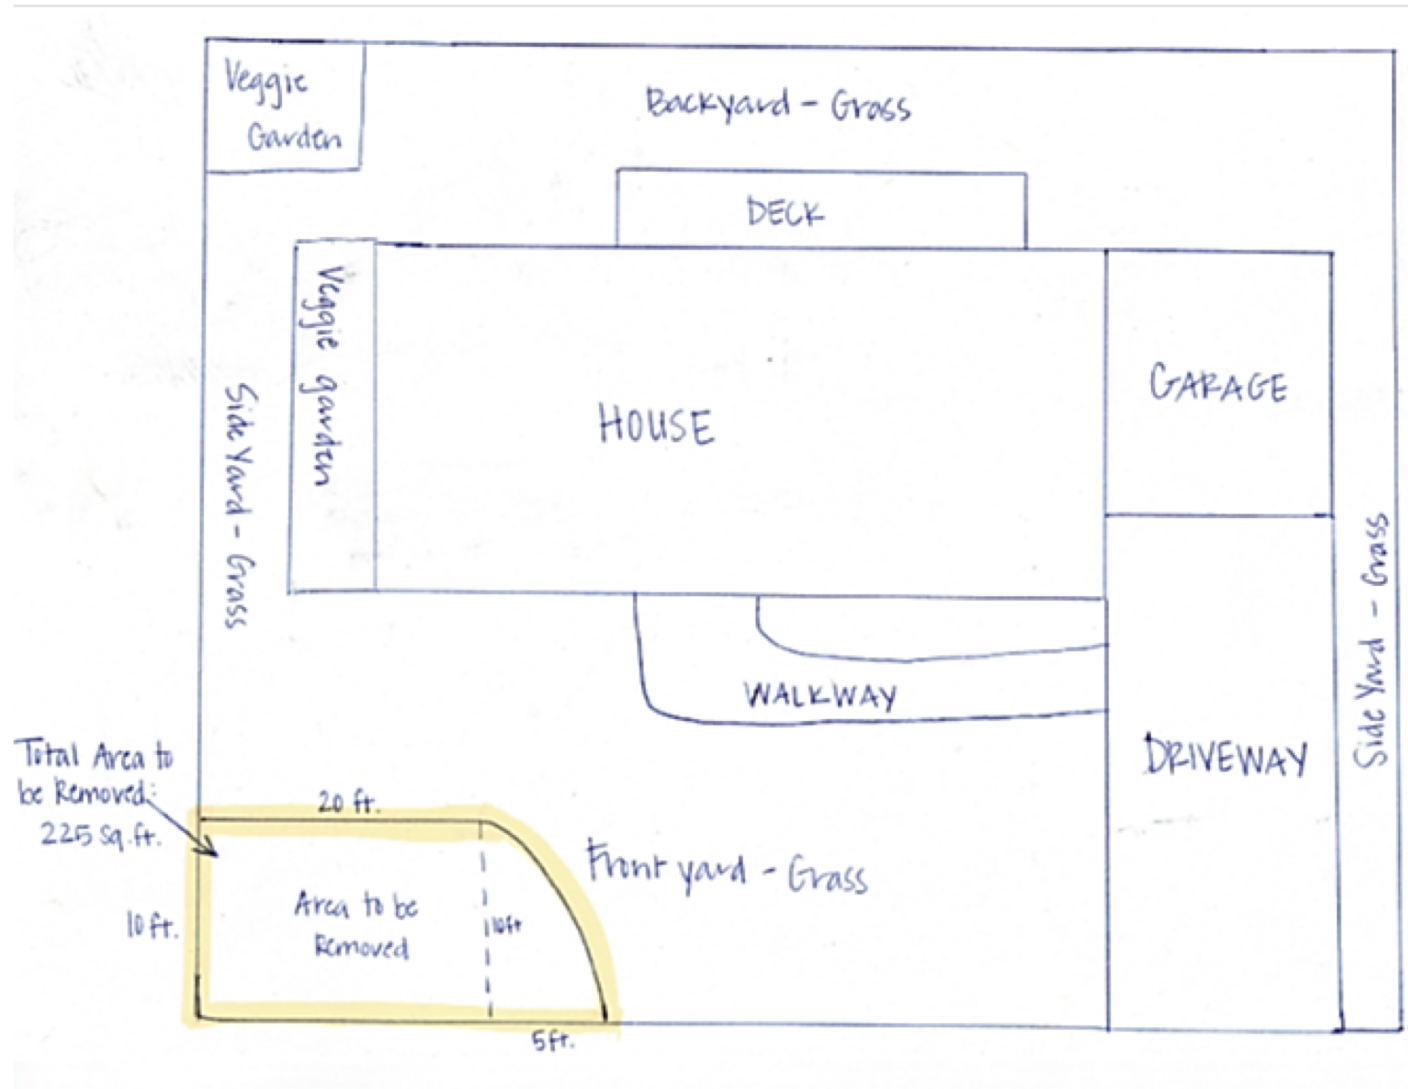 Veggie
Garden
Backyard - Grass
DECK
Veggie garden
HOUSE
GARAGE
Side Yard - Grass
Side Yard - Grass
WALKWAY
DRIVEWAY
Total Area to
be Removed:
225 sq.ft.
20 ft.
Front yard - Grass
Area to be
Removed
10 ft.
10ft
5ft.